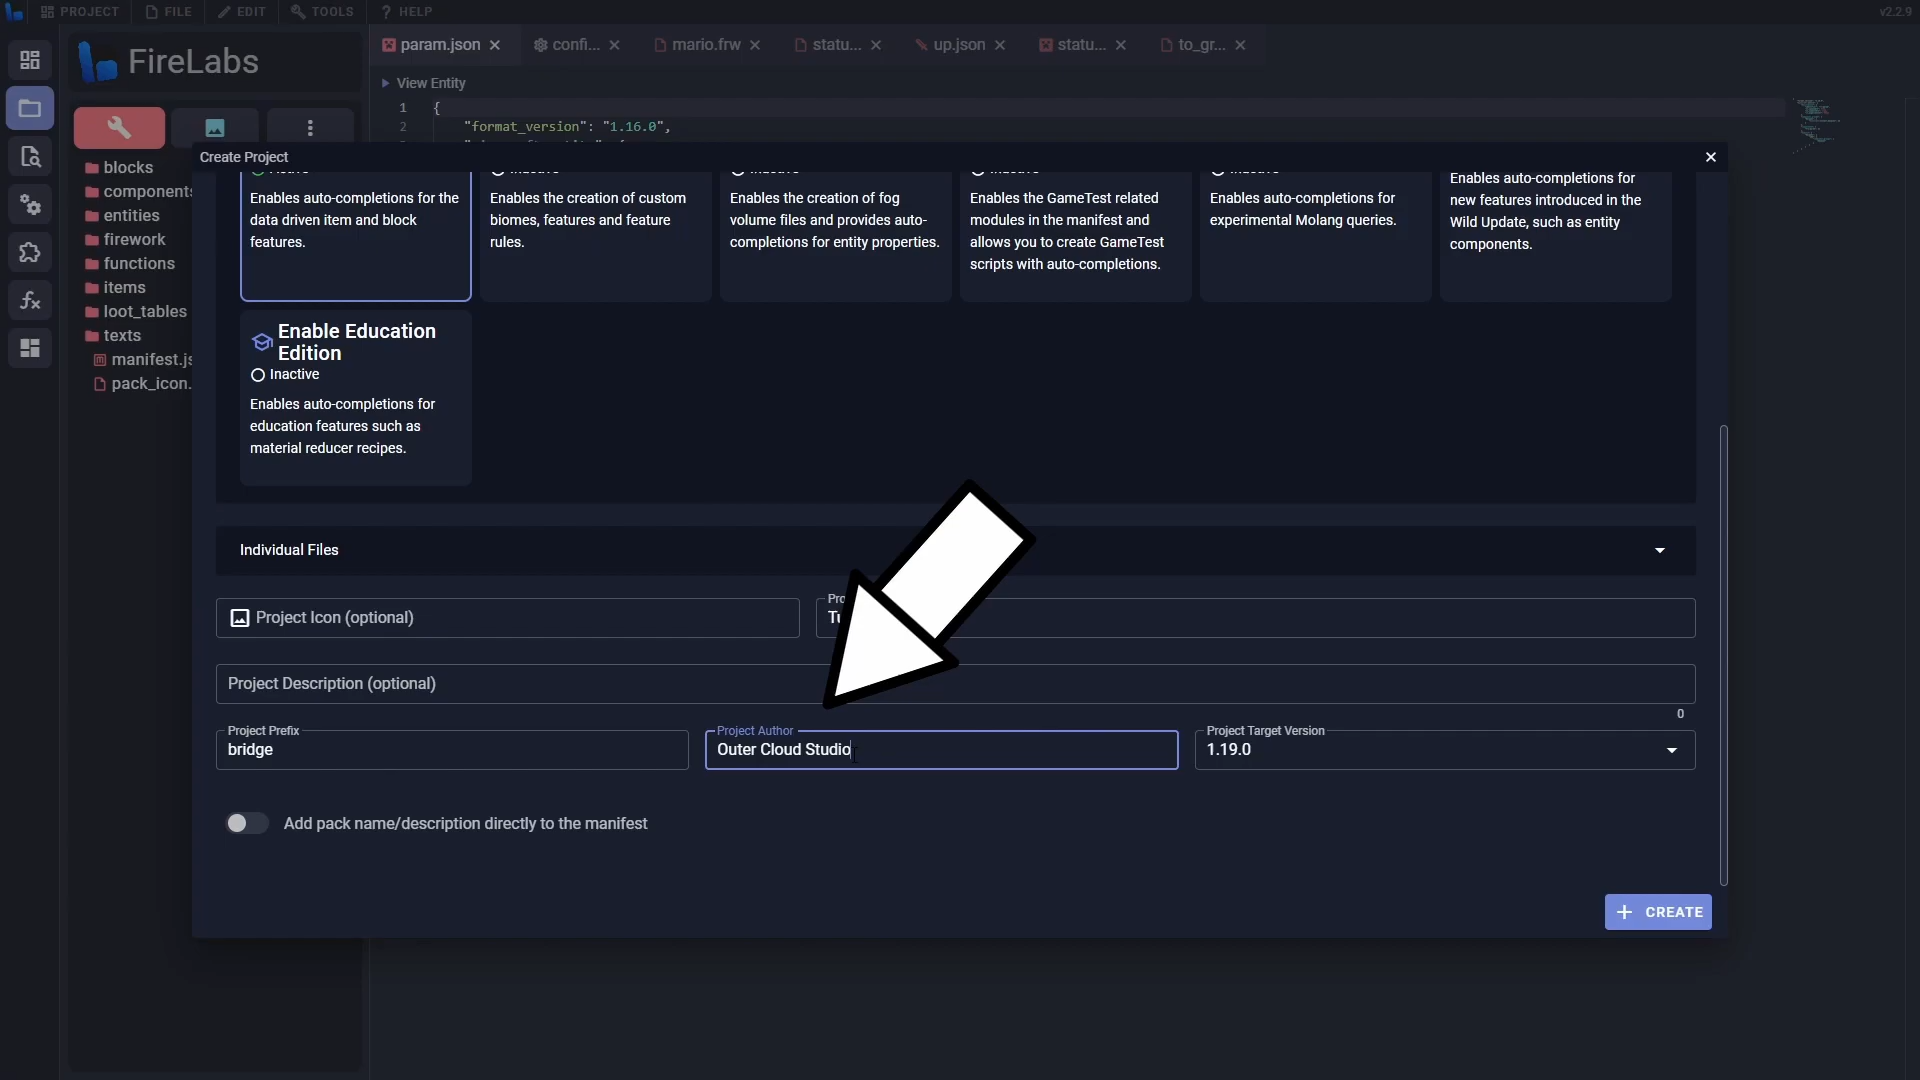 PROJECT FILE EDIT TOOLS HELP v2.2.9
FireLabs
param.json confi... mario.frw statu... up.json statu... to_gr...
View Entity
1 {
2 "format_version": "1.16.0",
blocks
components
entities
firework
functions
items
loot_tables
texts
manifest.js
pack_icon.
Create Project
Enables auto-completions for the
data driven item and block
features.
Enables the creation of custom
biomes, features and feature
rules.
Enables the creation of fog
volume files and provides auto-
completions for entity properties.
Enables the GameTest related
modules in the manifest and
allows you to create GameTest
scripts with auto-completions.
Enables auto-completions for
experimental Molang queries.
Enables auto-completions for
new features introduced in the
Wild Update, such as entity
components.
Enable Education
Edition
Inactive
Enables auto-completions for
education features such as
material reducer recipes.
Individual Files
Project Icon (optional)
Project Description (optional)
0
Project Prefix
bridge
Project Author
Outer Cloud Studio
Project Target Version
1.19.0
Add pack name/description directly to the manifest
CREATE